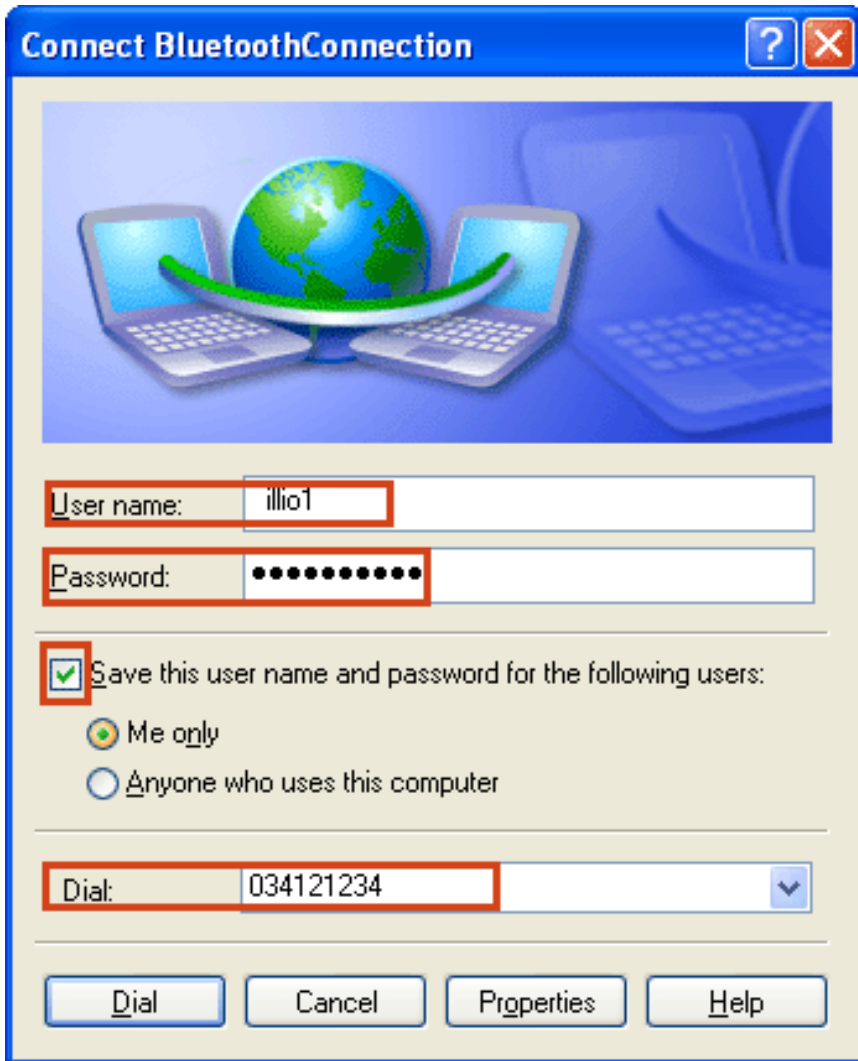 Connect BluetoothConnection
User name: illio1
Password: ●●●●●●●●●●
Save this user name and password for the following users:
Me only
Anyone who uses this computer
Dial: 034121234
Dial Cancel Properties Help